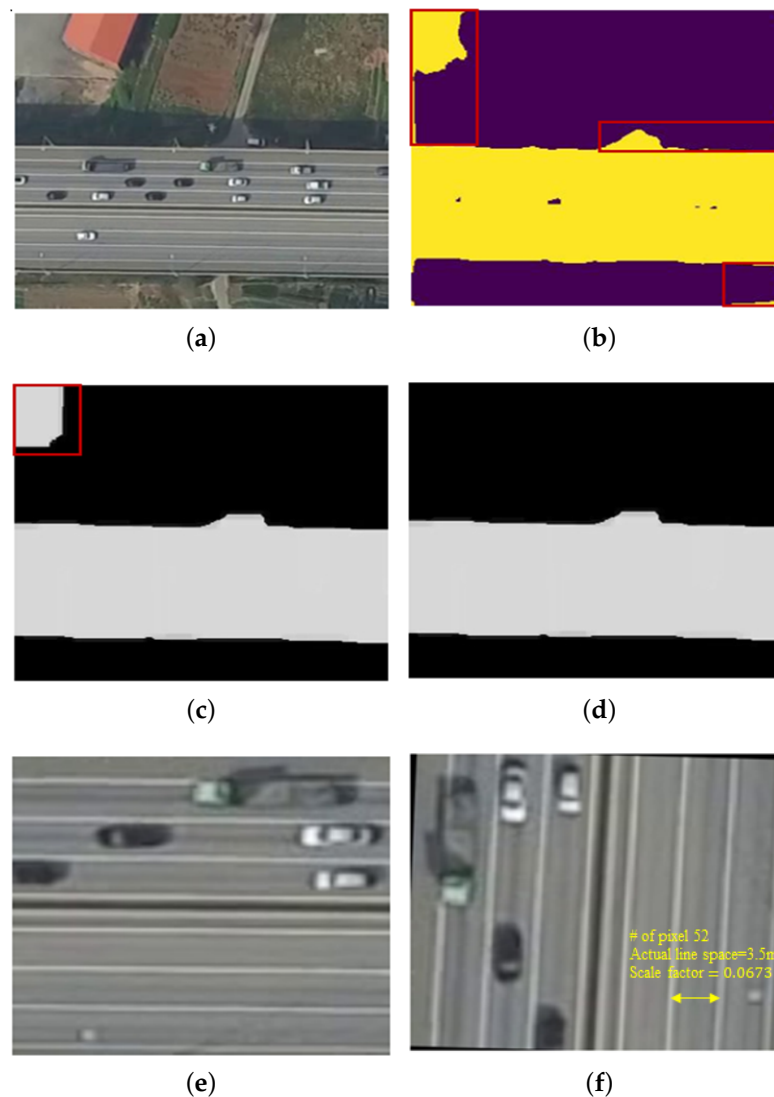 (a)
(b)
(c)
(d)
# of pixel 52
Actual line space=3.5m
Scale factor = 0.0673
(e)
(f)